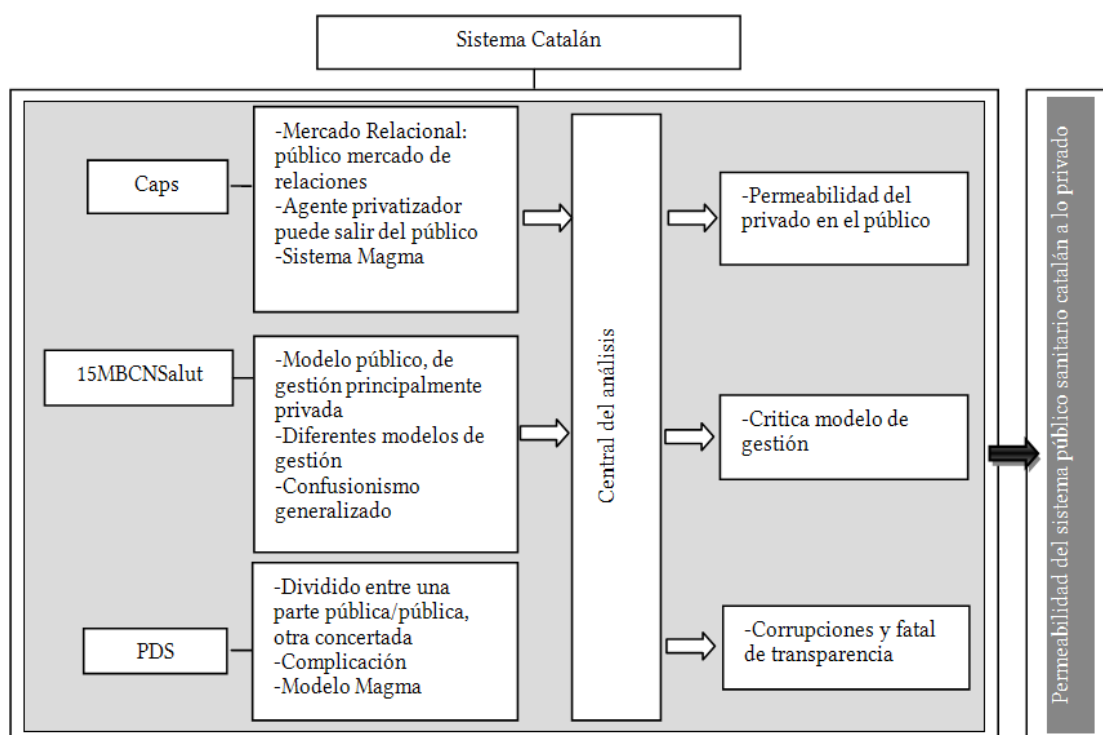 Sistema Catalán
Caps
-Mercado Relacional:
público mercado de
relaciones
-Agente privatizador
puede salir del público
-Sistema Magma
15MBCNSalut
-Modelo público, de
gestión principalmente
privada
-Diferentes modelos de
gestión
-Confusionismo
generalizado
PDS
-Dividido entre una
parte pública/pública,
otra concertada
-Complicación
-Modelo Magma
Central del análisis
-Permeabilidad del
privado en el público
-Critica modelo de
gestión
-Corrupciones y fatal
de transparencia
Permeabilidad del sistema público sanitario catalán a lo privado